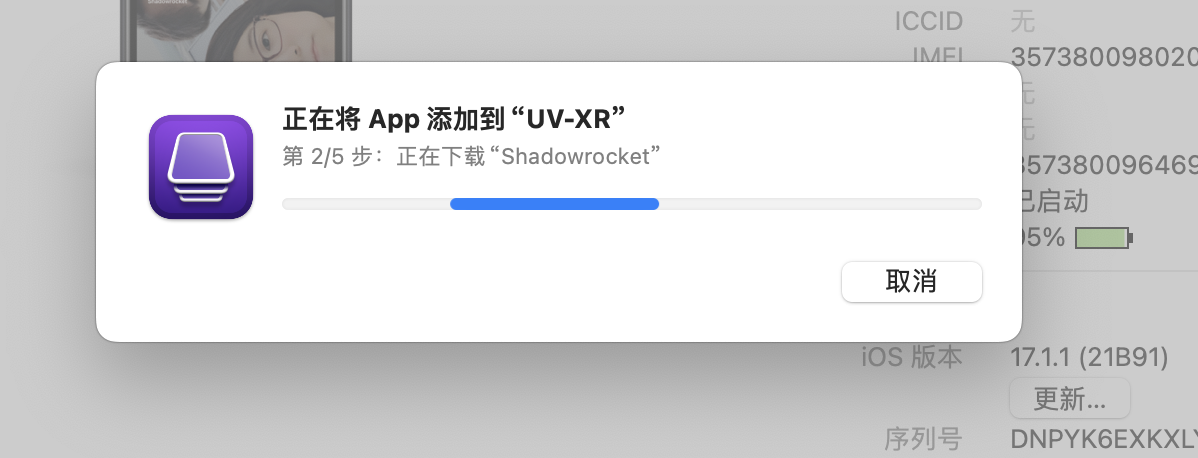 Shadowrocket
ICCID 无
IMEI 357380098020
无
正在将 App 添加到 “UV-XR”
无
第 2/5 步：正在下载 “Shadowrocket”
357380096469
已启动
95%
取消
iOS 版本 17.1.1 (21B91)
更新...
序列号 DNPYK6EXKXLY